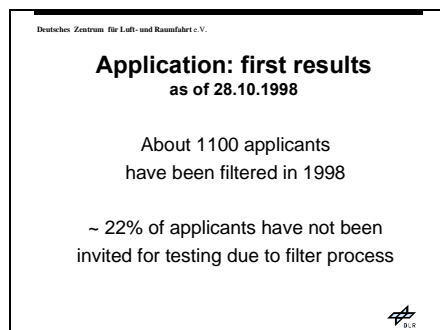 Deutsches Zentrum für Luft- und Raumfahrt e.V.
Application: first results
as of 28.10.1998
About 1100 applicants
have been filtered in 1998
~ 22% of applicants have not been
invited for testing due to filter process
DLR